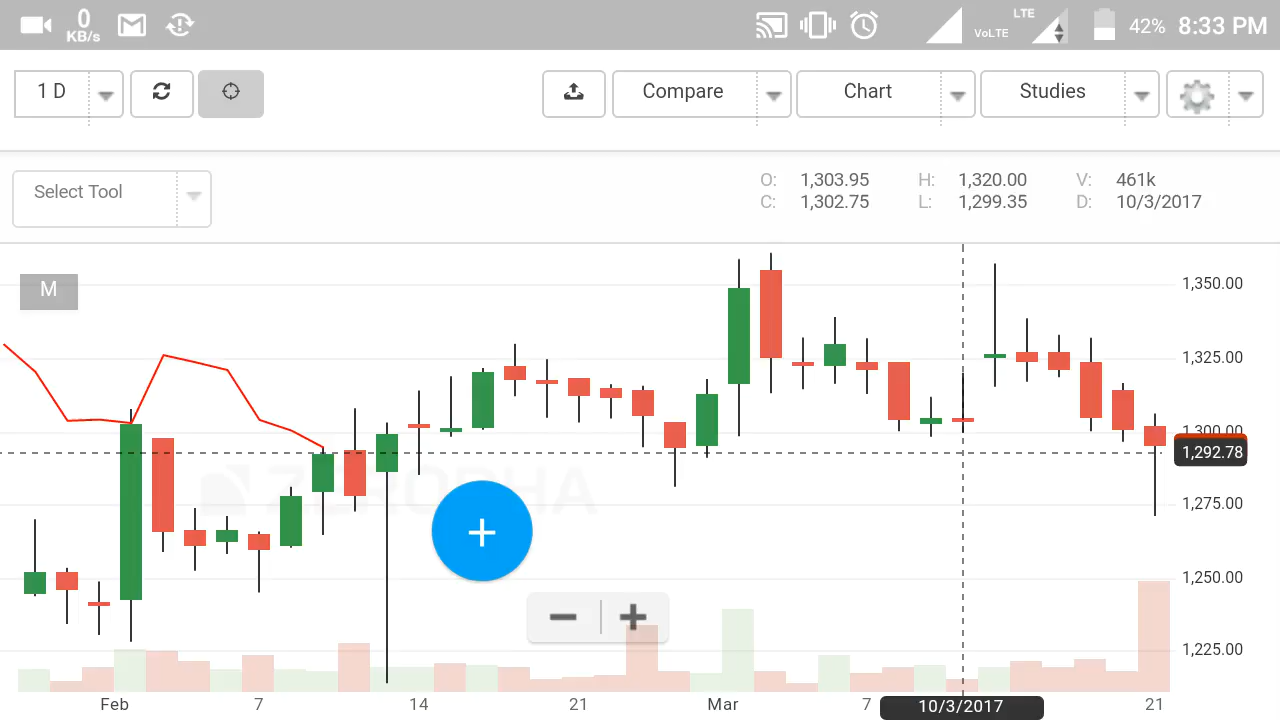 0
KB/s
VoLTE
LTE
42%
8:33 PM
1 D
Compare
Chart
Studies
Select Tool
O: 1,303.95 H: 1,320.00 V: 461k
C: 1,302.75 L: 1,299.35 D: 10/3/2017
M
1,350.00
1,325.00
1,300.00
1,292.78
ZERODHA
1,275.00
1,250.00
1,225.00
Feb 7 14 21 Mar 7 10/3/2017 21